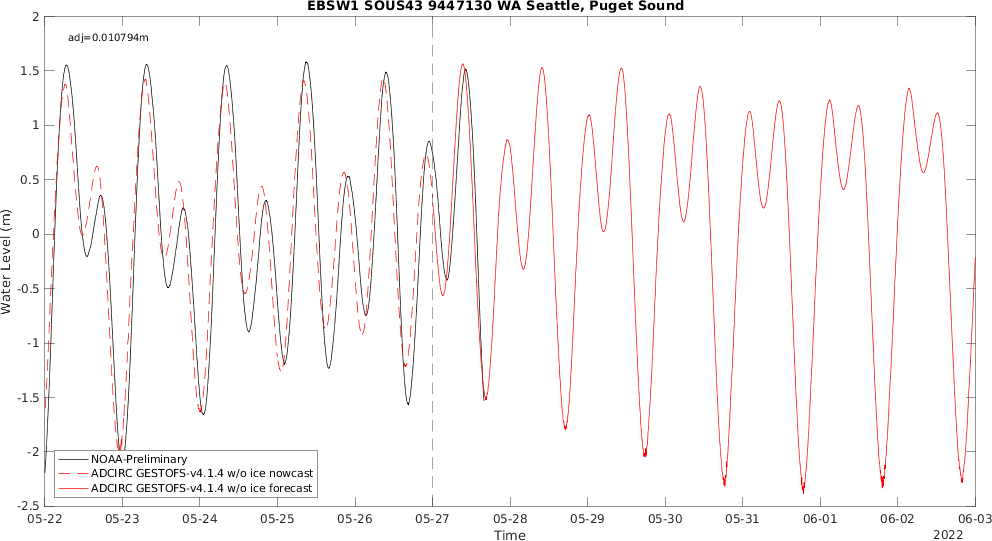 EBSW1 SOUS43 9447130 WA Seattle, Puget Sound
adj=0.010794m
2
1.5
1
0.5
0
-0.5
-1
-1.5
-2
-2.5
Water Level (m)
NOAA-Preliminary
ADCIRC GESTOFS-v4.1.4 w/o ice nowcast
ADCIRC GESTOFS-v4.1.4 w/o ice forecast
05-22 05-23 05-24 05-25 05-26 05-27 05-28 05-29 05-30 05-31 06-01 06-02 06-03
Time
2022